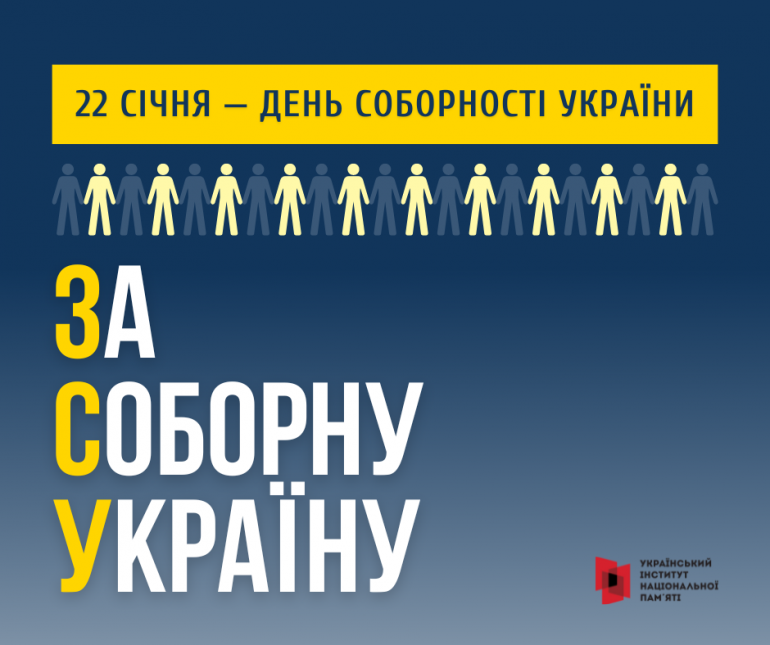 22 СІЧНЯ — ДЕНЬ СОБОРНОСТІ УКРАЇНИ
ЗА
СОБОРНУ
УКРАЇНУ
УКРАЇНСЬКИЙ
ІНСТИТУТ
НАЦІОНАЛЬНОЇ
ПАМ'ЯТІ